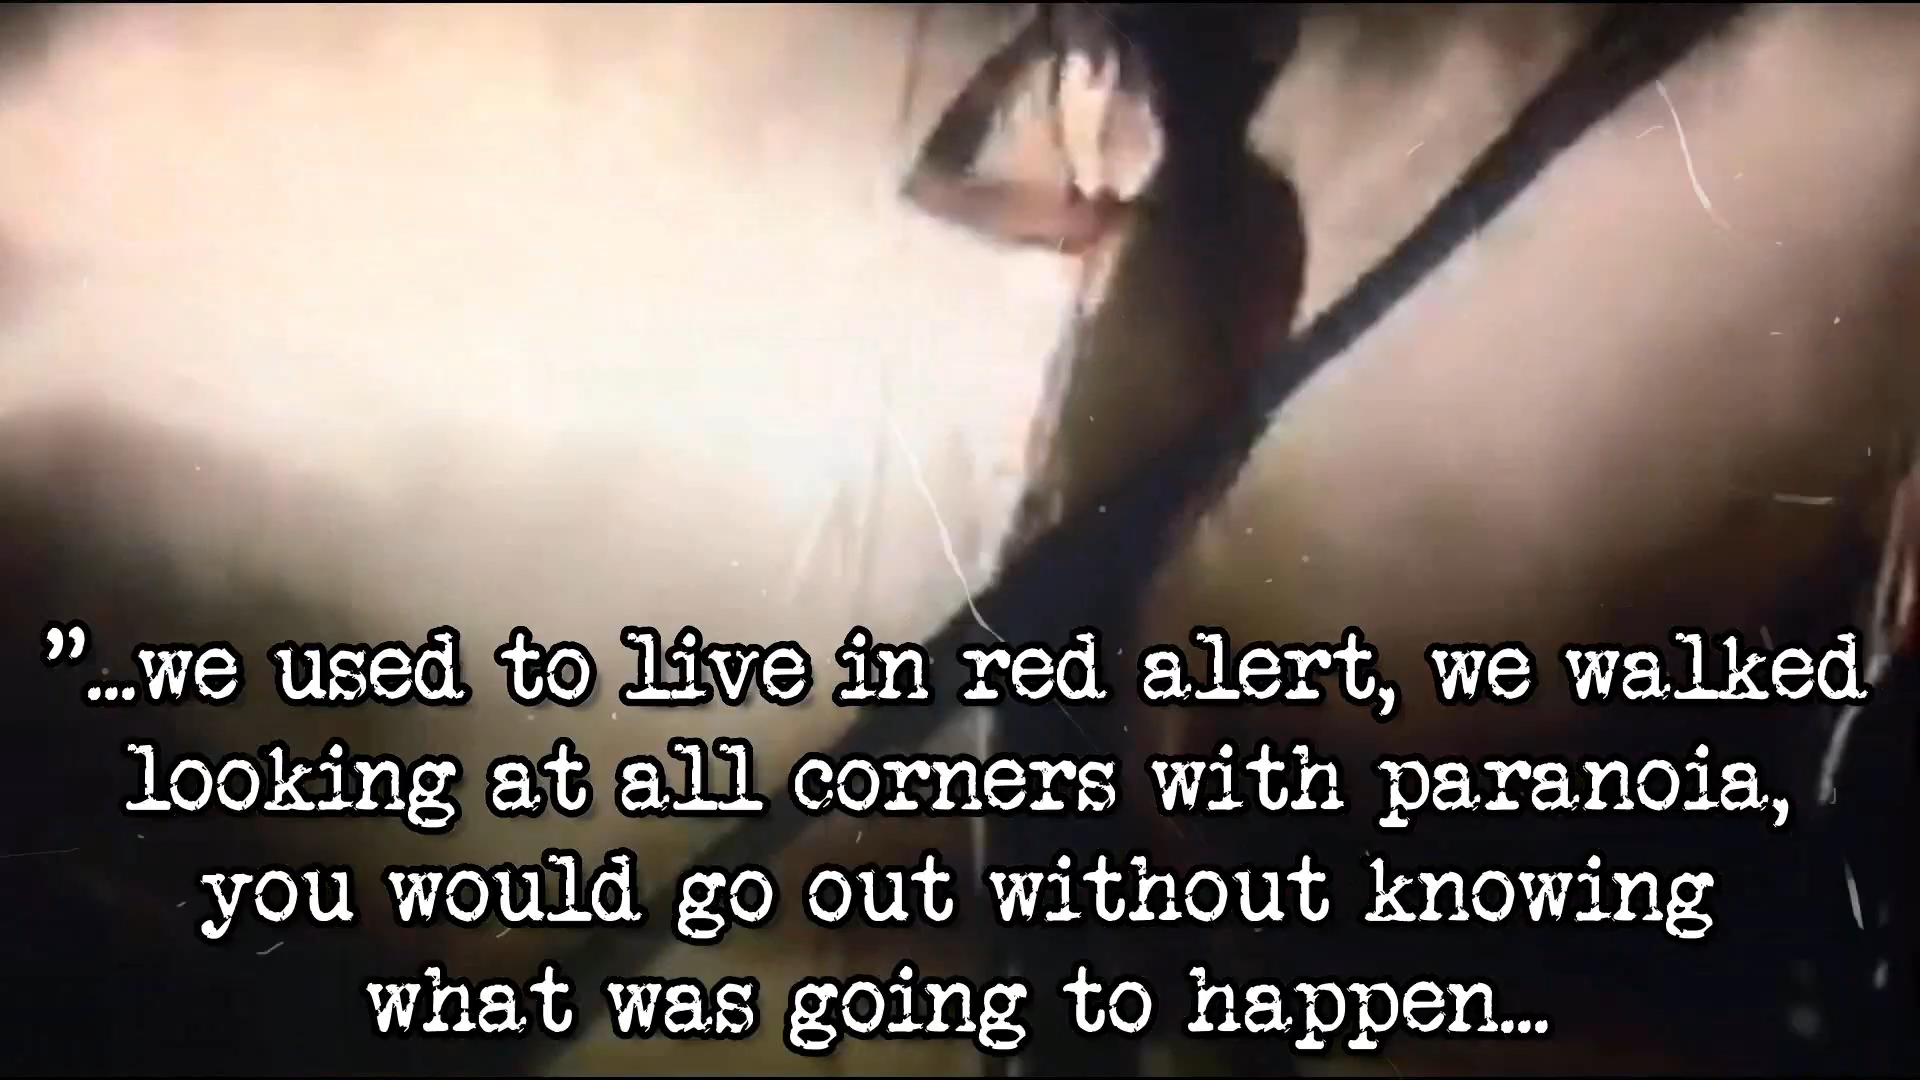 "...we used to live in red alert, we walked
looking at all corners with paranoia,
you would go out without knowing
what was going to happen...